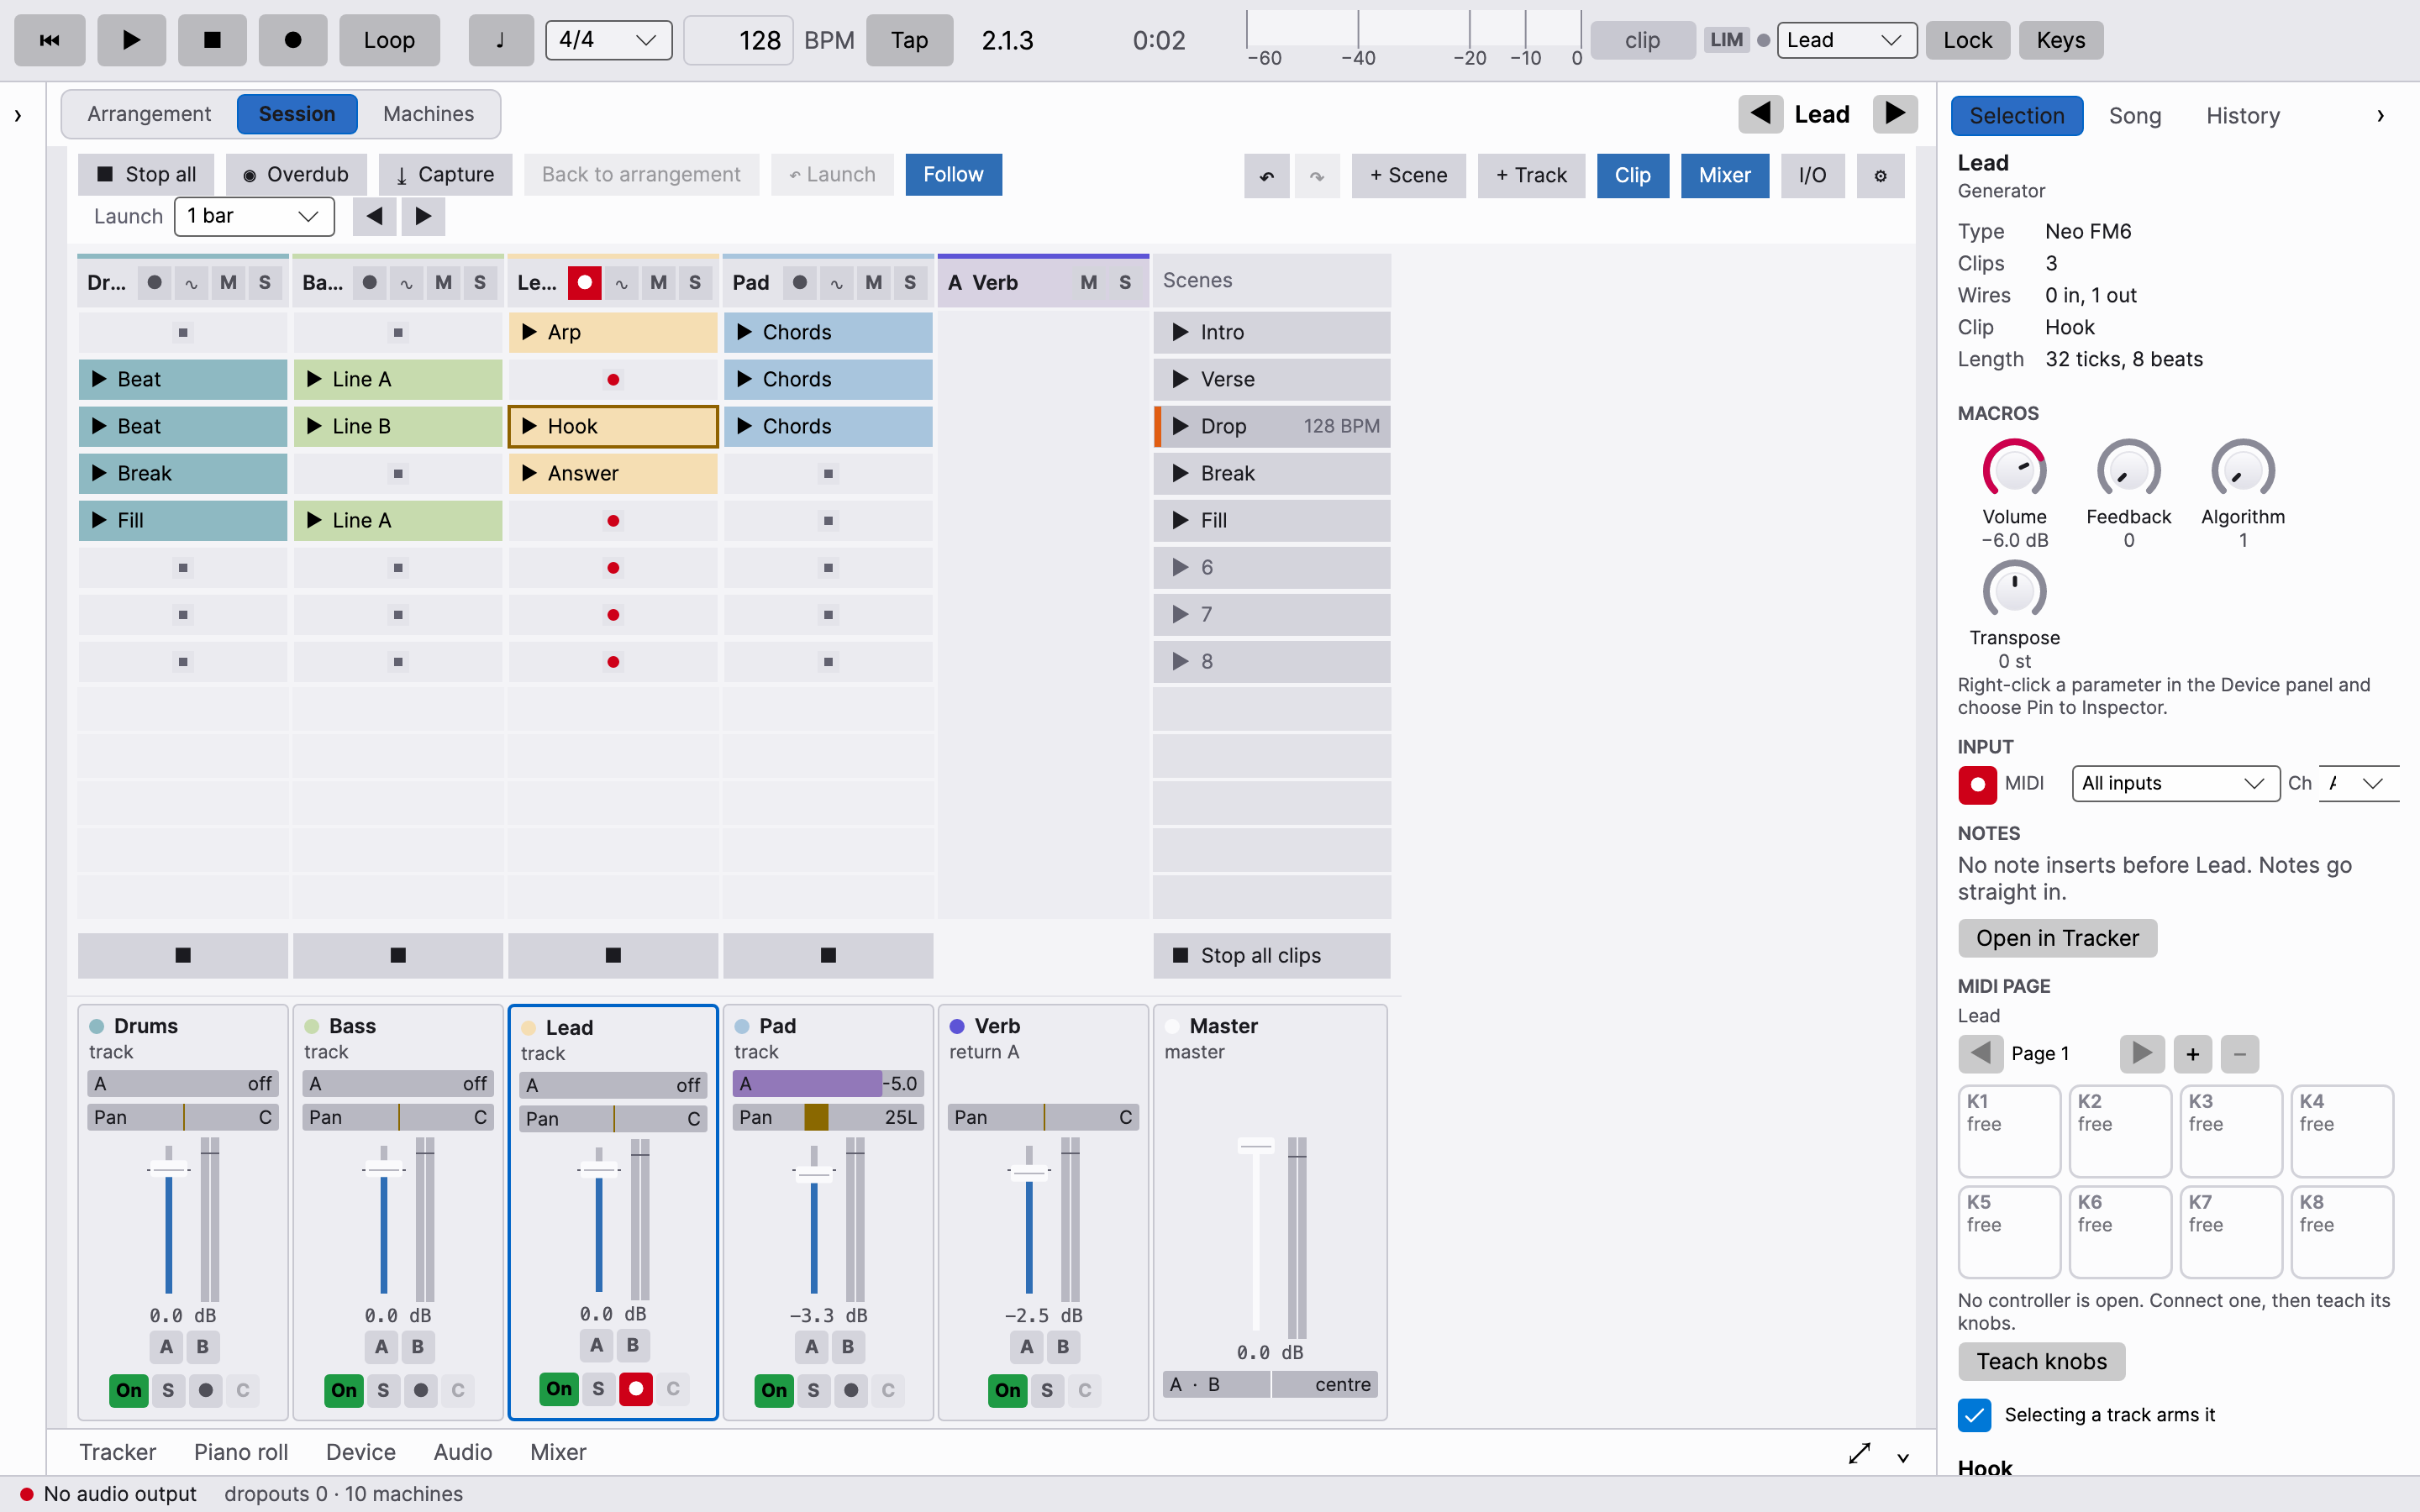 Loop 4/4 128 BPM Tap 2.1.3 0:02 −60 −40 −20 −10 0 clip LIM Lead Lock Keys
Arrangement Session Machines Lead
Stop all Overdub Capture Back to arrangement Launch Follow + Scene + Track Clip Mixer I/O
Launch 1 bar
Dr... M S Ba... M S Le... M S Pad M S A Verb M S Scenes
Arp Chords Intro
Beat Line A Chords Verse
Beat Line B Hook Chords Drop 128 BPM
Break Answer Break
Fill Line A Fill
6
7
8
Stop all clips
Drums Bass Lead Pad Verb Master
track track track track return A master
A off A off A off A -5.0
Pan C Pan C Pan C Pan 25L Pan C
0.0 dB 0.0 dB 0.0 dB −3.3 dB −2.5 dB 0.0 dB
A B A B A B A B A B
On S C On S C On S C On S C On S C A · B centre
Tracker Piano roll Device Audio Mixer
No audio output dropouts 0 · 10 machines
Selection Song History
Lead
Generator
Type Neo FM6
Clips 3
Wires 0 in, 1 out
Clip Hook
Length 32 ticks, 8 beats
MACROS
Volume Feedback Algorithm
−6.0 dB 0 1
Transpose
0 st
Right-click a parameter in the Device panel and
choose Pin to Inspector.
INPUT
MIDI All inputs Ch
NOTES
No note inserts before Lead. Notes go
straight in.
Open in Tracker
MIDI PAGE
Lead
Page 1 + −
K1 K2 K3 K4
free free free free
K5 K6 K7 K8
free free free free
No controller is open. Connect one, then teach its
knobs.
Teach knobs
Selecting a track arms it
Hook